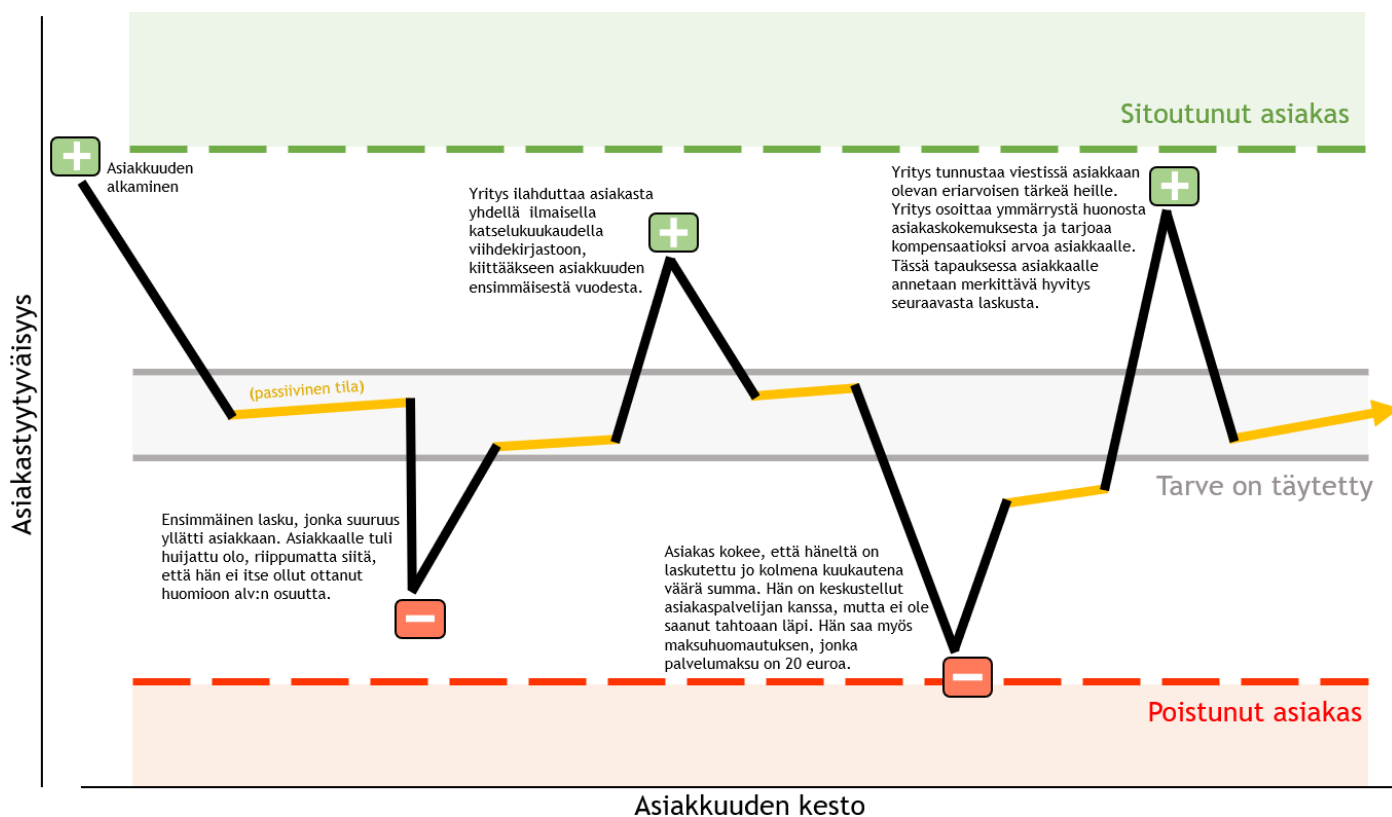 Sitoutunut asiakas
Asiakkuuden
alkaminen
Yritys ilahduttaa asiakasta
yhdellä ilmaisella
katselukuukaudella
viihdekirjastoon,
kiittääkseen asiakkuuden
ensimmäisestä vuodesta.
Yritys tunnustaa viestissä asiakkaan
olevan eriarvoisen tärkeä heille.
Yritys osoittaa ymmärrystä huonosta
asiakaskokemuksesta ja tarjoaa
kompensaatioksi arvoa asiakkaalle.
Tässä tapauksessa asiakkaalle
annetaan merkittävä hyvitys
seuraavasta laskusta.
Asiakastyytyväisyys
(passiivinen tila)
Tarve on täytetty
Ensimmäinen lasku, jonka suuruus
yllätti asiakkaan. Asiakkaalle tuli
huijattu olo, riippumatta siitä,
että hän ei itse ollut ottanut
huomioon alv:n osuutta.
Asiakas kokee, että häneltä on
laskutettu jo kolmena kuukautena
väärä summa. Hän on keskustellut
asiakaspalvelijan kanssa, mutta ei ole
saanut tahtoaan läpi. Hän saa myös
maksuhuomautuksen, jonka
palvelumaksu on 20 euroa.
Poistunut asiakas
Asiakkuuden kesto